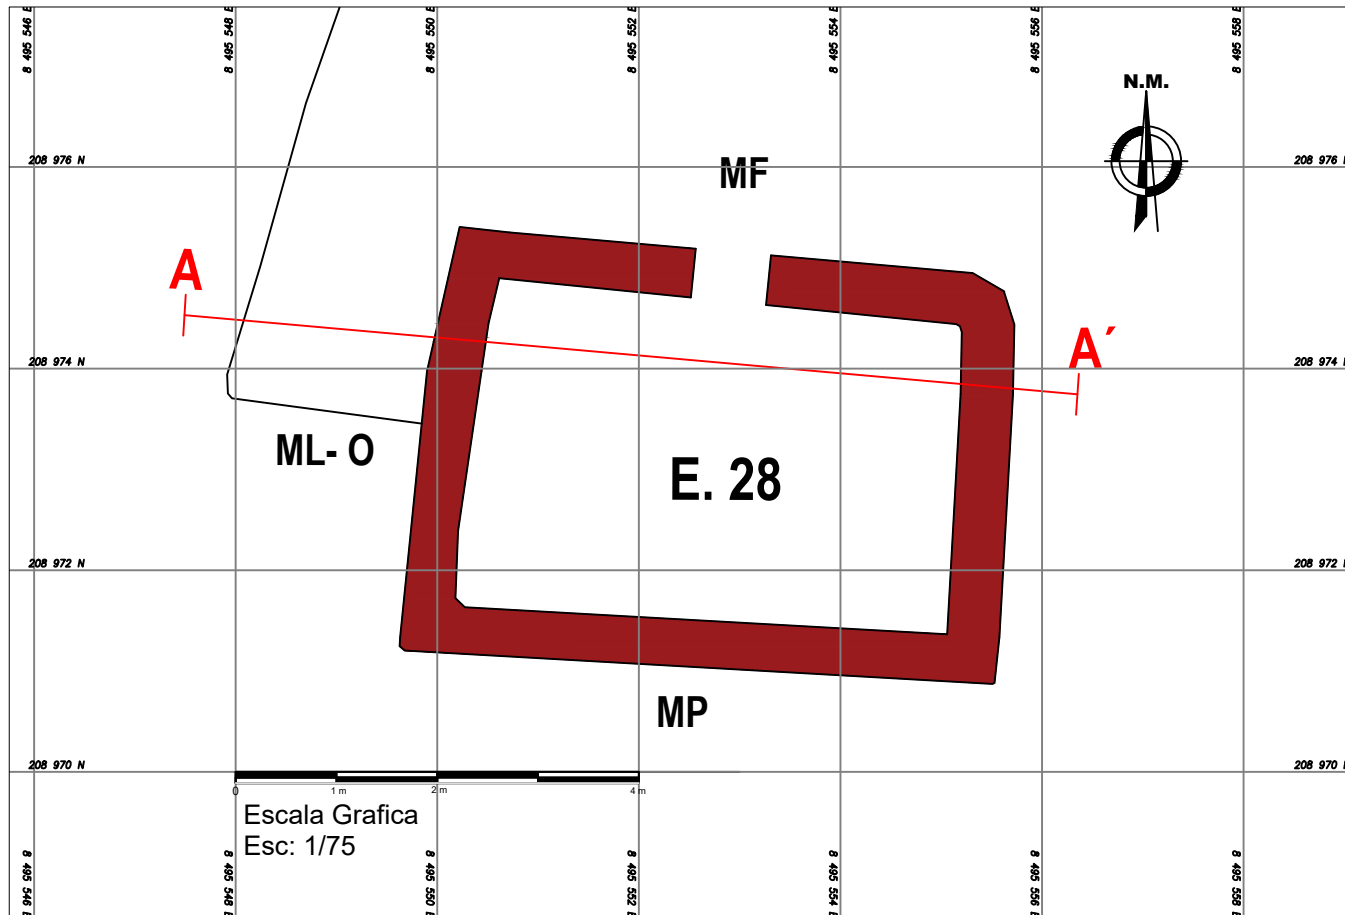 8 495 546 E
8 495 548 E
8 495 550 E
8 495 552 E
8 495 554 E
8 495 556 E
8 495 558 E
N.M.
208 976 N
MF
208 976 N
A
A´
208 974 N
208 974 N
ML- O
E. 28
208 972 N
208 972 N
MP
208 970 N
208 970 N
0 1 m 2 m 4 m
Escala Grafica
Esc: 1/75
8 495 546 E
8 495 548 E
8 495 550 E
8 495 552 E
8 495 554 E
8 495 556 E
8 495 558 E